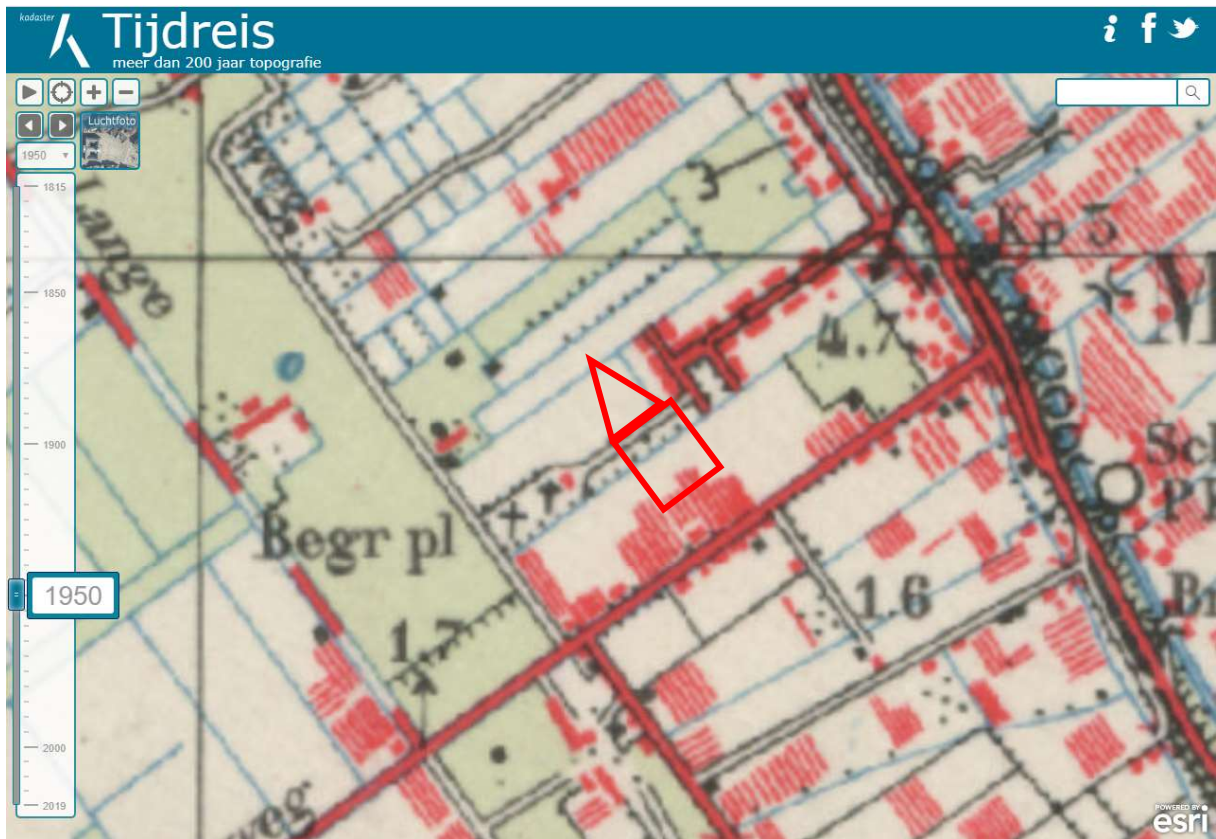 kadaster
Tijdreis
meer dan 200 jaar topografie
Luchtfoto
1950
1815
1850
1900
1950
2000
2019
weg
Lange
3
Kp 5
4.7
Begr pl
1.7
1.6
weg
POWERED BY
esri